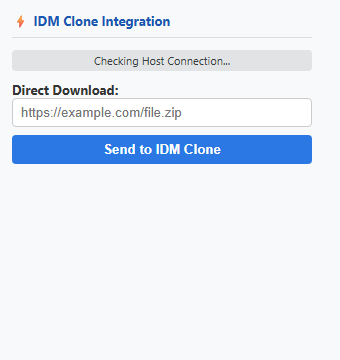 IDM Clone Integration
Checking Host Connection...
Direct Download:
https://example.com/file.zip
Send to IDM Clone